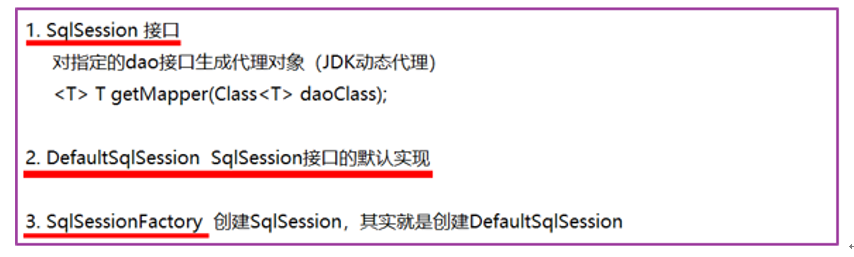 1. SqlSession 接口
对指定的dao接口生成代理对象（JDK动态代理）
<T> T getMapper(Class<T> daoClass);
2. DefaultSqlSession SqlSession接口的默认实现
3. SqlSessionFactory 创建SqlSession，其实就是创建DefaultSqlSession